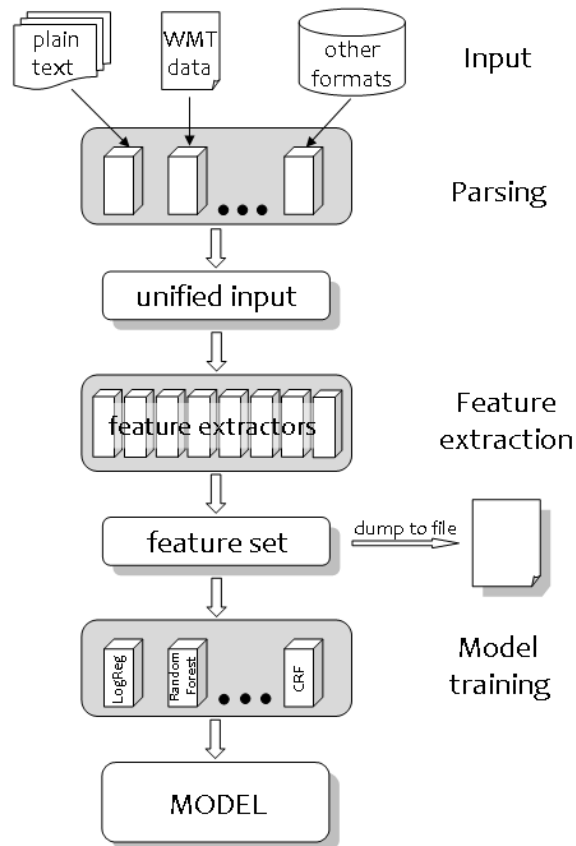 plain
text
WMT
data
other
formats
Input
Parsing
unified input
feature extractors
Feature
extraction
feature set
dump to file
LogReg
Random
Forest
CRF
Model
training
MODEL